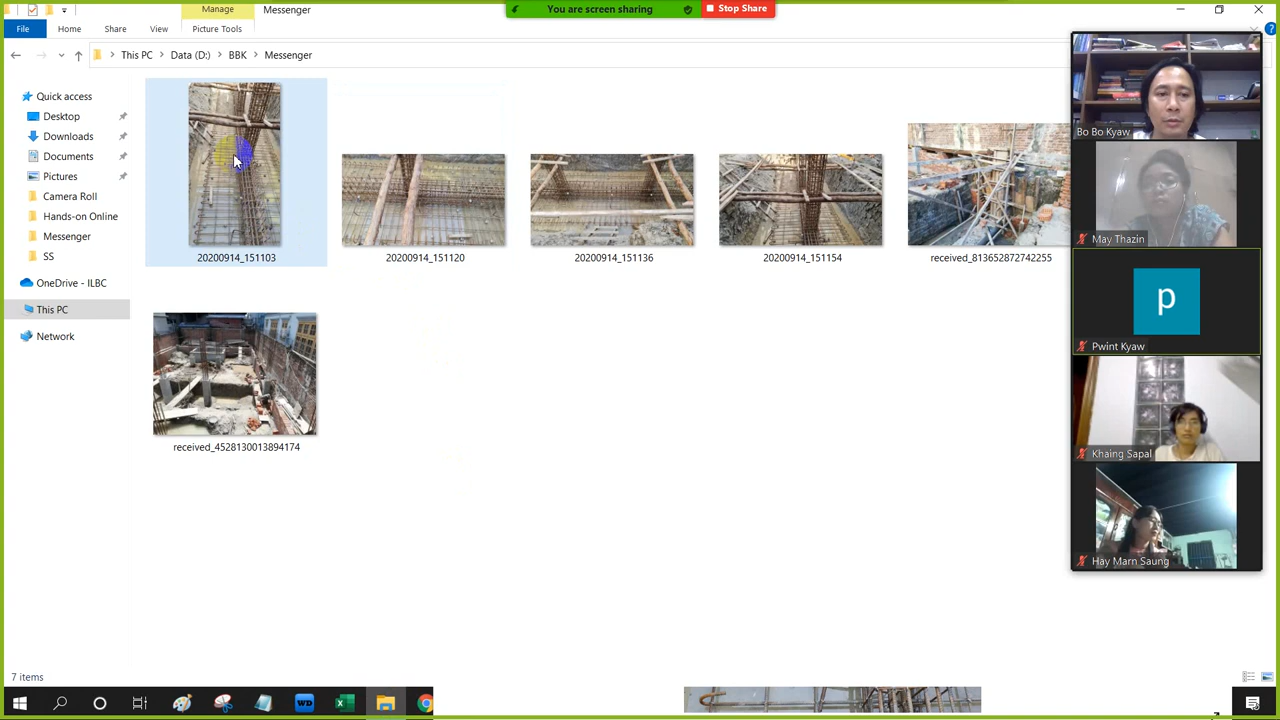 Manage
Messenger
You are screen sharing
Stop Share
File
Home
Share
View
Picture Tools
This PC
Data (D:)
BBK
Messenger
Quick access
Desktop
Downloads
Documents
Pictures
Camera Roll
Hands-on Online
Messenger
SS
OneDrive - ILBC
This PC
Network
20200914_151103
20200914_151120
20200914_151136
20200914_151154
received_813652872742255
received_4528130013894174
Bo Bo Kyaw
May Thazin
p
Pwint Kyaw
Khaing Sapal
Hay Marn Saung
7 items
WD